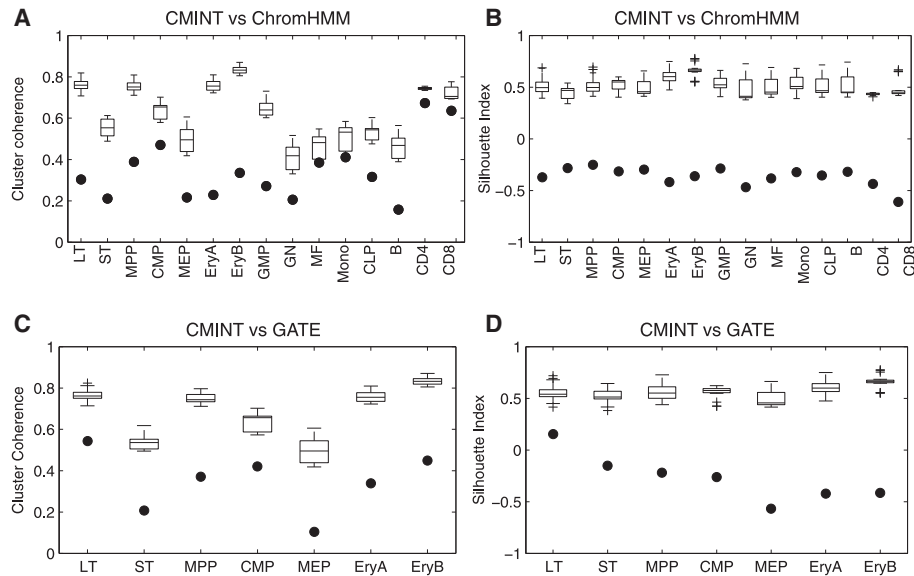 A
CMINT vs ChromHMM
Cluster coherence
1
0.8
0.6
0.4
0.2
0
LT
ST
MPP
CMP
MEP
EryA
EryB
GMP
GN
MF
Mono
CLP
B
CD4
CD8
B
CMINT vs ChromHMM
Silhouette Index
1
0.5
0
−0.5
−1
LT
ST
MPP
CMP
MEP
EryA
EryB
GMP
GN
MF
Mono
CLP
B
CD4
CD8
C
CMINT vs GATE
Cluster Coherence
1
0.8
0.6
0.4
0.2
0
LT ST MPP CMP MEP EryA EryB
D
CMINT vs GATE
Silhouette Index
1
0.5
0
−0.5
−1
LT ST MPP CMP MEP EryA EryB